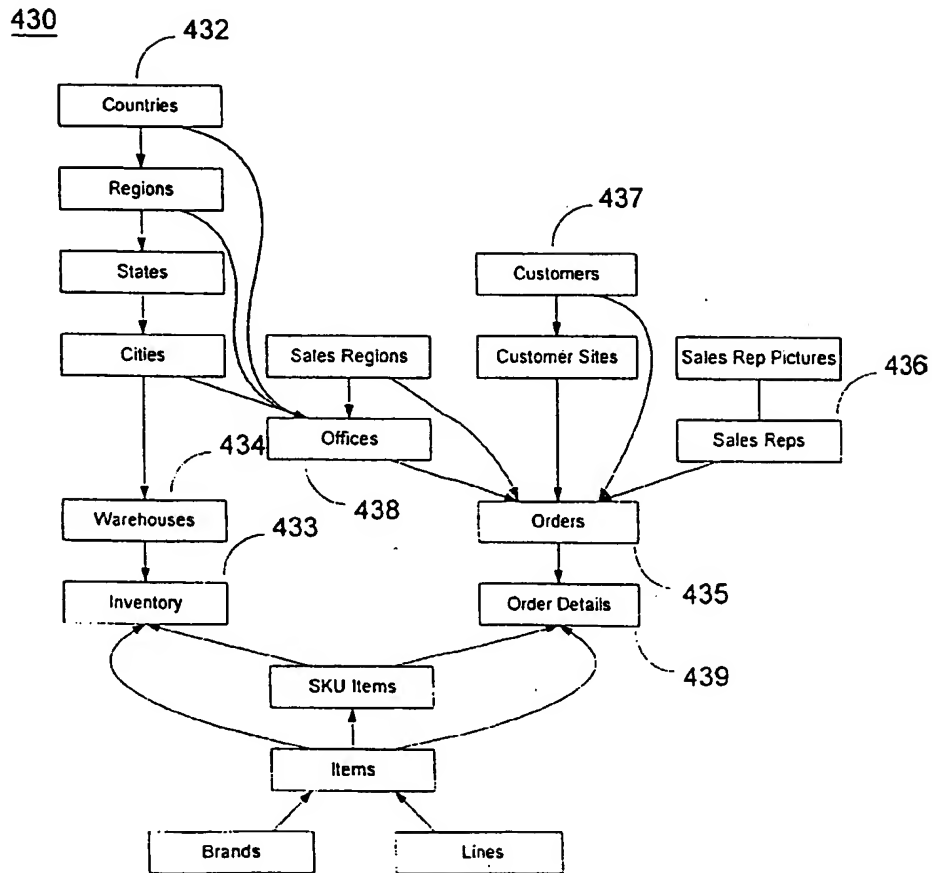 430
432
Countries
Regions
437
States
Customers
Cities
Sales Regions
Customer Sites
Sales Rep Pictures
436
434
Offices
Sales Reps
438
Warehouses
433
Orders
435
Inventory
Order Details
439
SKU Items
Items
Brands
Lines